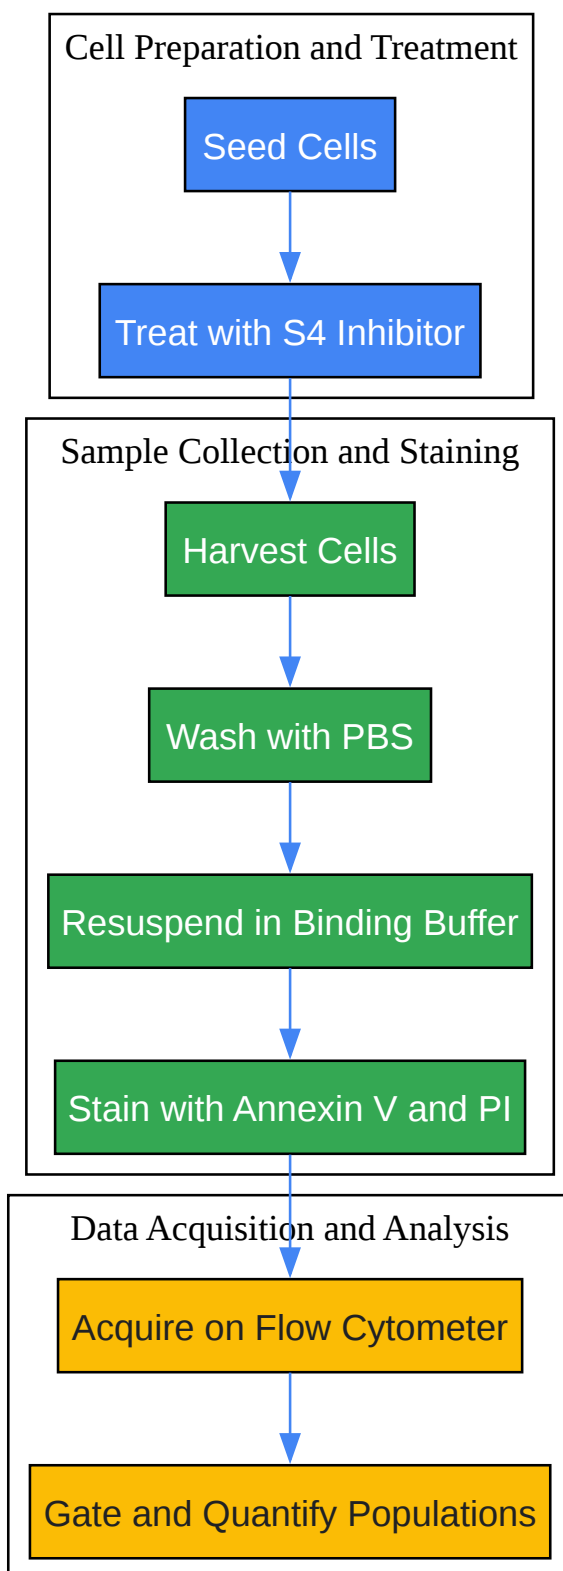 Cell Preparation and Treatment
Seed Cells
Treat with S4 Inhibitor
Sample Collection and Staining
Harvest Cells
Wash with PBS
Resuspend in Binding Buffer
Stain with Annexin V and PI
Data Acquisition and Analysis
Acquire on Flow Cytometer
Gate and Quantify Populations